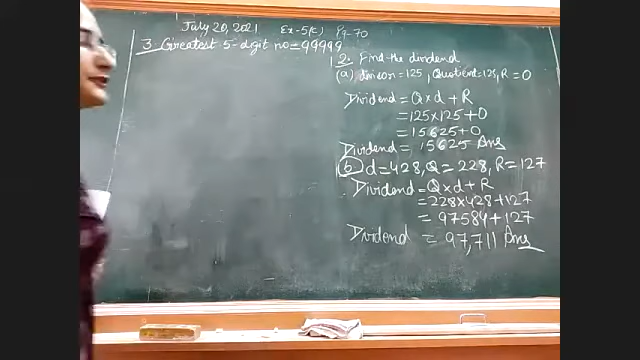 July 20, 2021 Ex-5(c) Pg-70
3. Greatest 5-digit no = 99999
2. Find the dividend
(a) = 125, Quotient = 125, R = 0
Dividend = Q x d + R
= 125 x 125 + 0
= 15625 + 0
Dividend = 15625 Ans
(b) d = 428, Q = 228, R = 127
Dividend = Q x d + R
= 228 x 428 + 127
= 97584 + 127
Dividend = 97,711 Ans